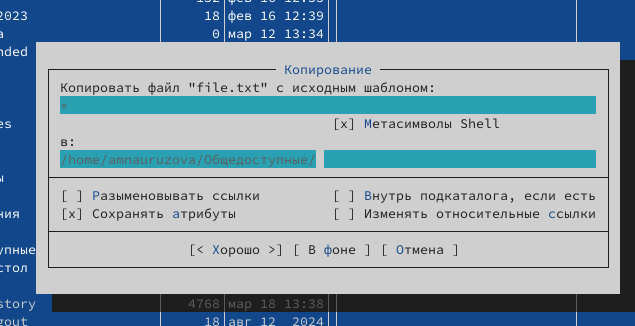 2023 18 фев 16 12:39
а 0 мар 12 13:34
nded
Копирование
Копировать файл "file.txt" с исходным шаблоном:
*
es [x] Метасимволы Shell
в:
/home/amnauruzova/Общедоступные/
ы
[ ] Разыменовывать ссылки [ ] Внутрь подкаталога, если есть
ния [x] Сохранять атрибуты [ ] Изменять относительные ссылки
упные [< Хорошо >] [ В фоне ] [ Отмена ]
стол
story 4768 мар 18 13:38
gout 18 авг 12 2024